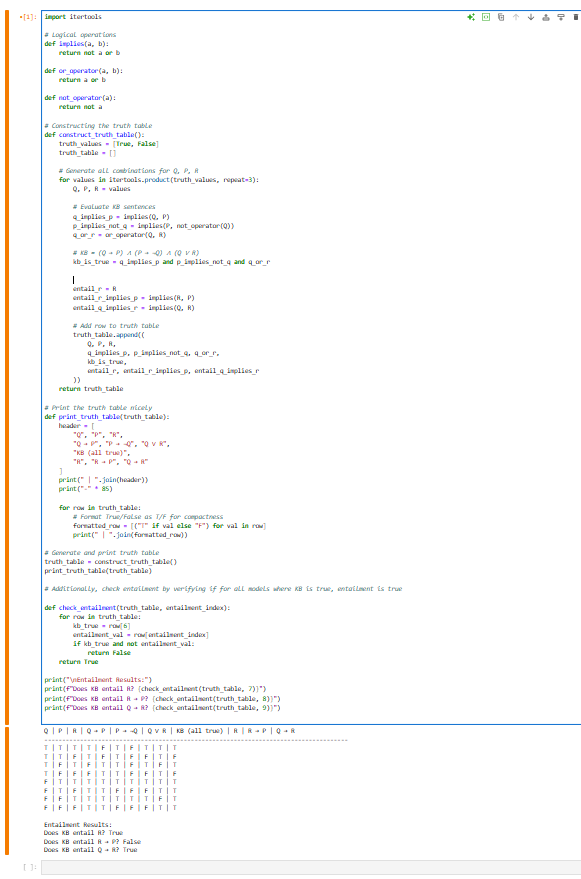 •[1]:
import itertools
# Logical operations
def implies(a, b):
    return not a or b
def or_operator(a, b):
    return a or b
def not_operator(a):
    return not a
# Constructing the truth table
def construct_truth_table():
    truth_values = [True, False]
    truth_table = []
    # Generate all combinations for Q, P, R
    for values in itertools.product(truth_values, repeat=3):
        Q, P, R = values
        # Evaluate KB sentences
        q_implies_p = implies(Q, P)
        p_implies_not_q = implies(P, not_operator(Q))
        q_or_r = or_operator(Q, R)
        # KB = (Q → P) ∧ (P → ¬Q) ∧ (Q ∨ R)
        kb_is_true = q_implies_p and p_implies_not_q and q_or_r
        entail_r = R
        entail_r_implies_p = implies(R, P)
        entail_q_implies_r = implies(Q, R)
        # Add row to truth table
        truth_table.append((
            Q, P, R,
            q_implies_p, p_implies_not_q, q_or_r,
            kb_is_true,
            entail_r, entail_r_implies_p, entail_q_implies_r
        ))
    return truth_table
# Print the truth table nicely
def print_truth_table(truth_table):
    header = [
        "Q", "P", "R",
        "Q → P", "P → ¬Q", "Q ∨ R",
        "KB (all true)",
        "R", "R → P", "Q → R"
    ]
    print(" | ".join(header))
    print("-" * 85)
    for row in truth_table:
        # Format True/False as T/F for compactness
        formatted_row = [("T" if val else "F") for val in row]
        print(" | ".join(formatted_row))
# Generate and print truth table
truth_table = construct_truth_table()
print_truth_table(truth_table)
# Additionally, check entailment by verifying if for all models where KB is true, entailment is true
def check_entailment(truth_table, entailment_index):
    for row in truth_table:
        kb_true = row[6]
        entailment_val = row[entailment_index]
        if kb_true and not entailment_val:
            return False
    return True
print("\nEntailment Results:")
print(f"Does KB entail R? {check_entailment(truth_table, 7)}")
print(f"Does KB entail R → P? {check_entailment(truth_table, 8)}")
print(f"Does KB entail Q → R? {check_entailment(truth_table, 9)}")
Q | P | R | Q → P | P → ¬Q | Q ∨ R | KB (all true) | R | R → P | Q → R
-------------------------------------------------------------------------------------
T | T | T | T | F | T | F | T | T | T
T | T | F | T | F | T | F | F | T | F
T | F | T | F | T | T | F | T | F | T
T | F | F | F | T | T | F | F | T | F
F | T | T | T | T | T | T | T | T | T
F | T | F | T | T | F | F | F | T | T
F | F | T | T | T | T | T | T | F | T
F | F | F | T | T | F | F | F | T | T
Entailment Results:
Does KB entail R? True
Does KB entail R → P? False
Does KB entail Q → R? True
[ ]: